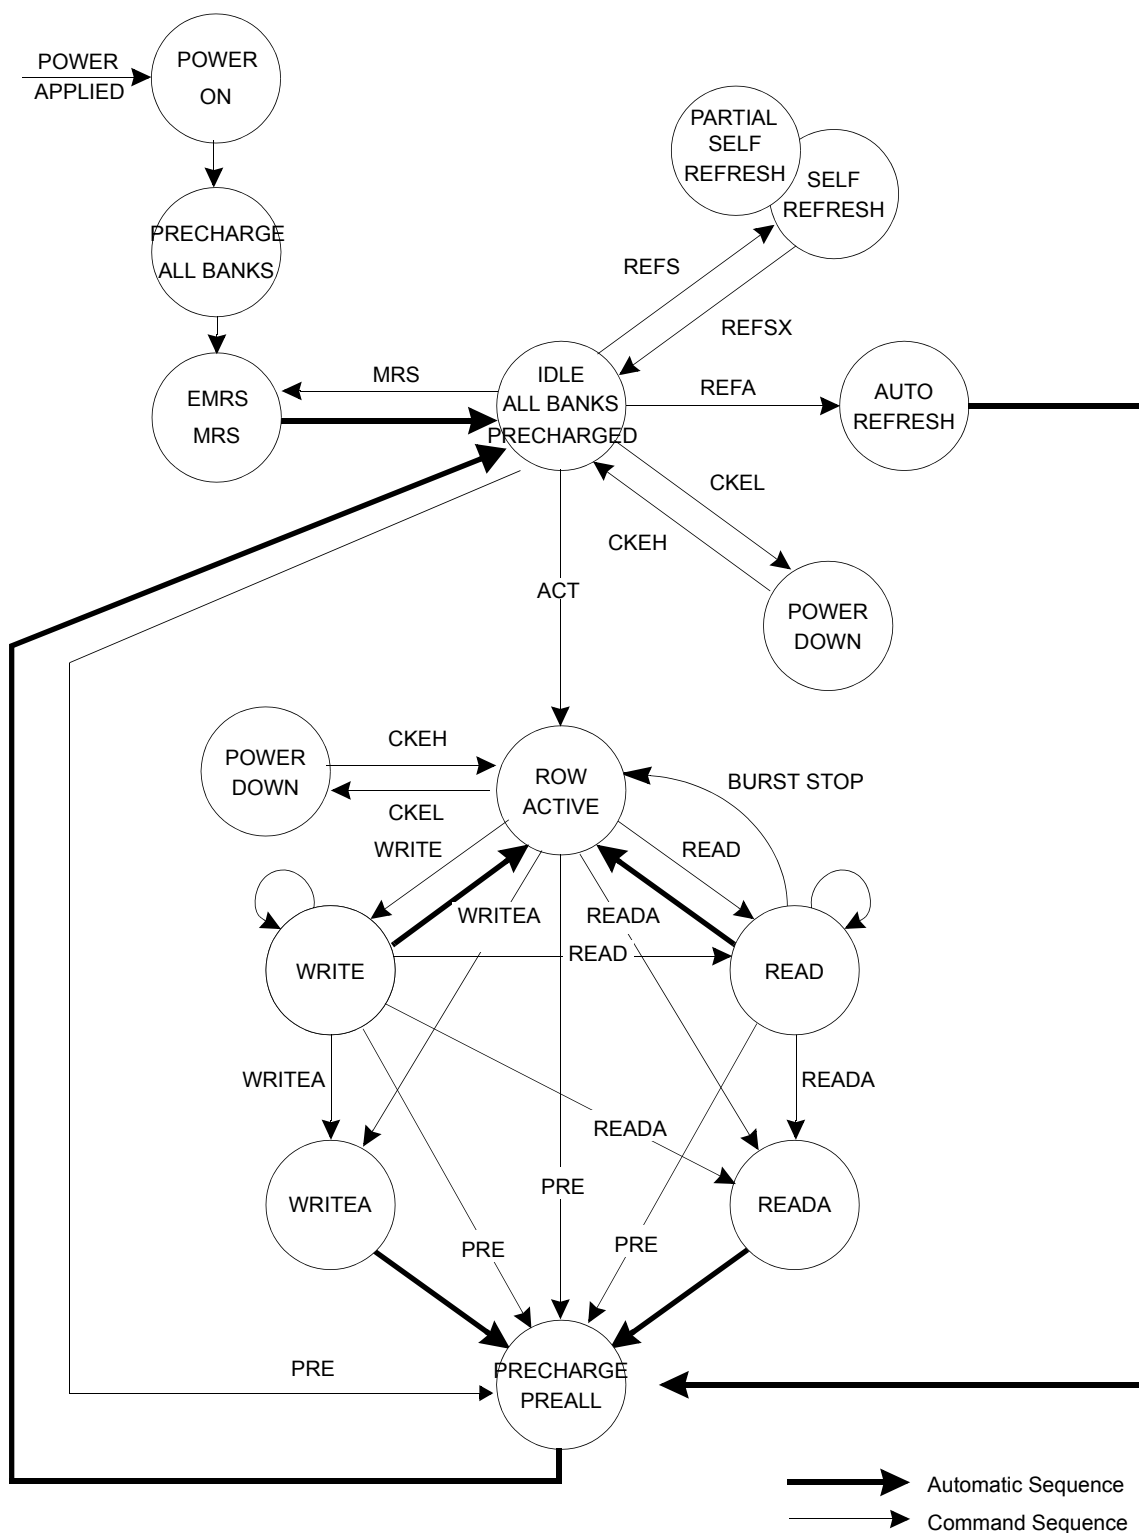 POWER
APPLIED
POWER
ON
PARTIAL
SELF
REFRESH
SELF
REFRESH
PRECHARGE
ALL BANKS
REFS
REFSX
MRS
IDLE
ALL BANKS
PRECHARGED
REFA
AUTO
REFRESH
EMRS
MRS
CKEL
CKEH
ACT
POWER
DOWN
POWER
DOWN
CKEH
CKEL
ROW
ACTIVE
BURST STOP
WRITE
READ
WRITEA
READA
WRITE
READ
READ
WRITEA
READA
READA
WRITEA
PRE
READA
PRE
PRE
PRE
PRECHARGE
PREALL
Automatic Sequence
Command Sequence